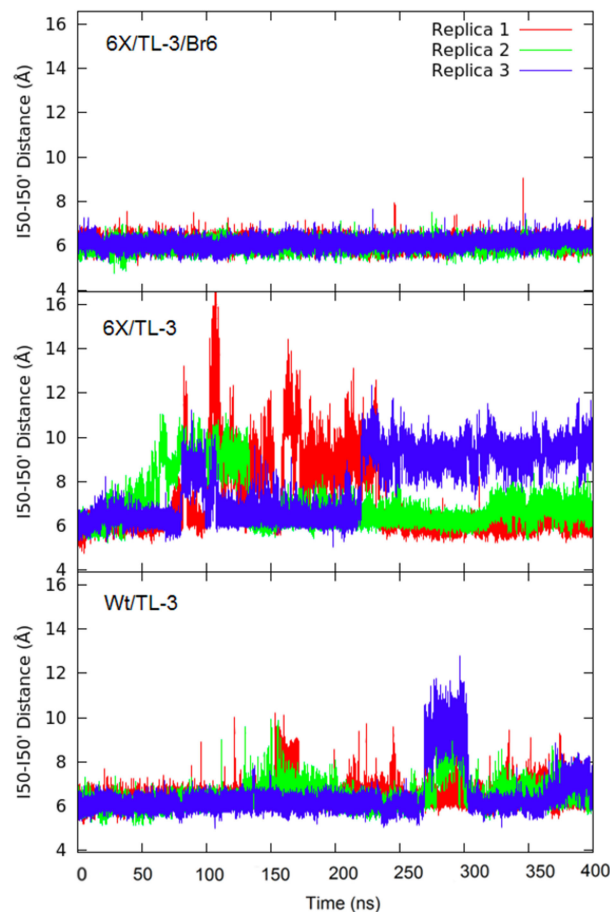 6X/TL-3/Br6
Replica 1
Replica 2
Replica 3
I50-I50' Distance (Å)
16
14
12
10
8
6
4
6X/TL-3
I50-I50' Distance (Å)
16
14
12
10
8
6
4
Wt/TL-3
I50-I50' Distance (Å)
16
14
12
10
8
6
4
0 50 100 150 200 250 300 350 400
Time (ns)